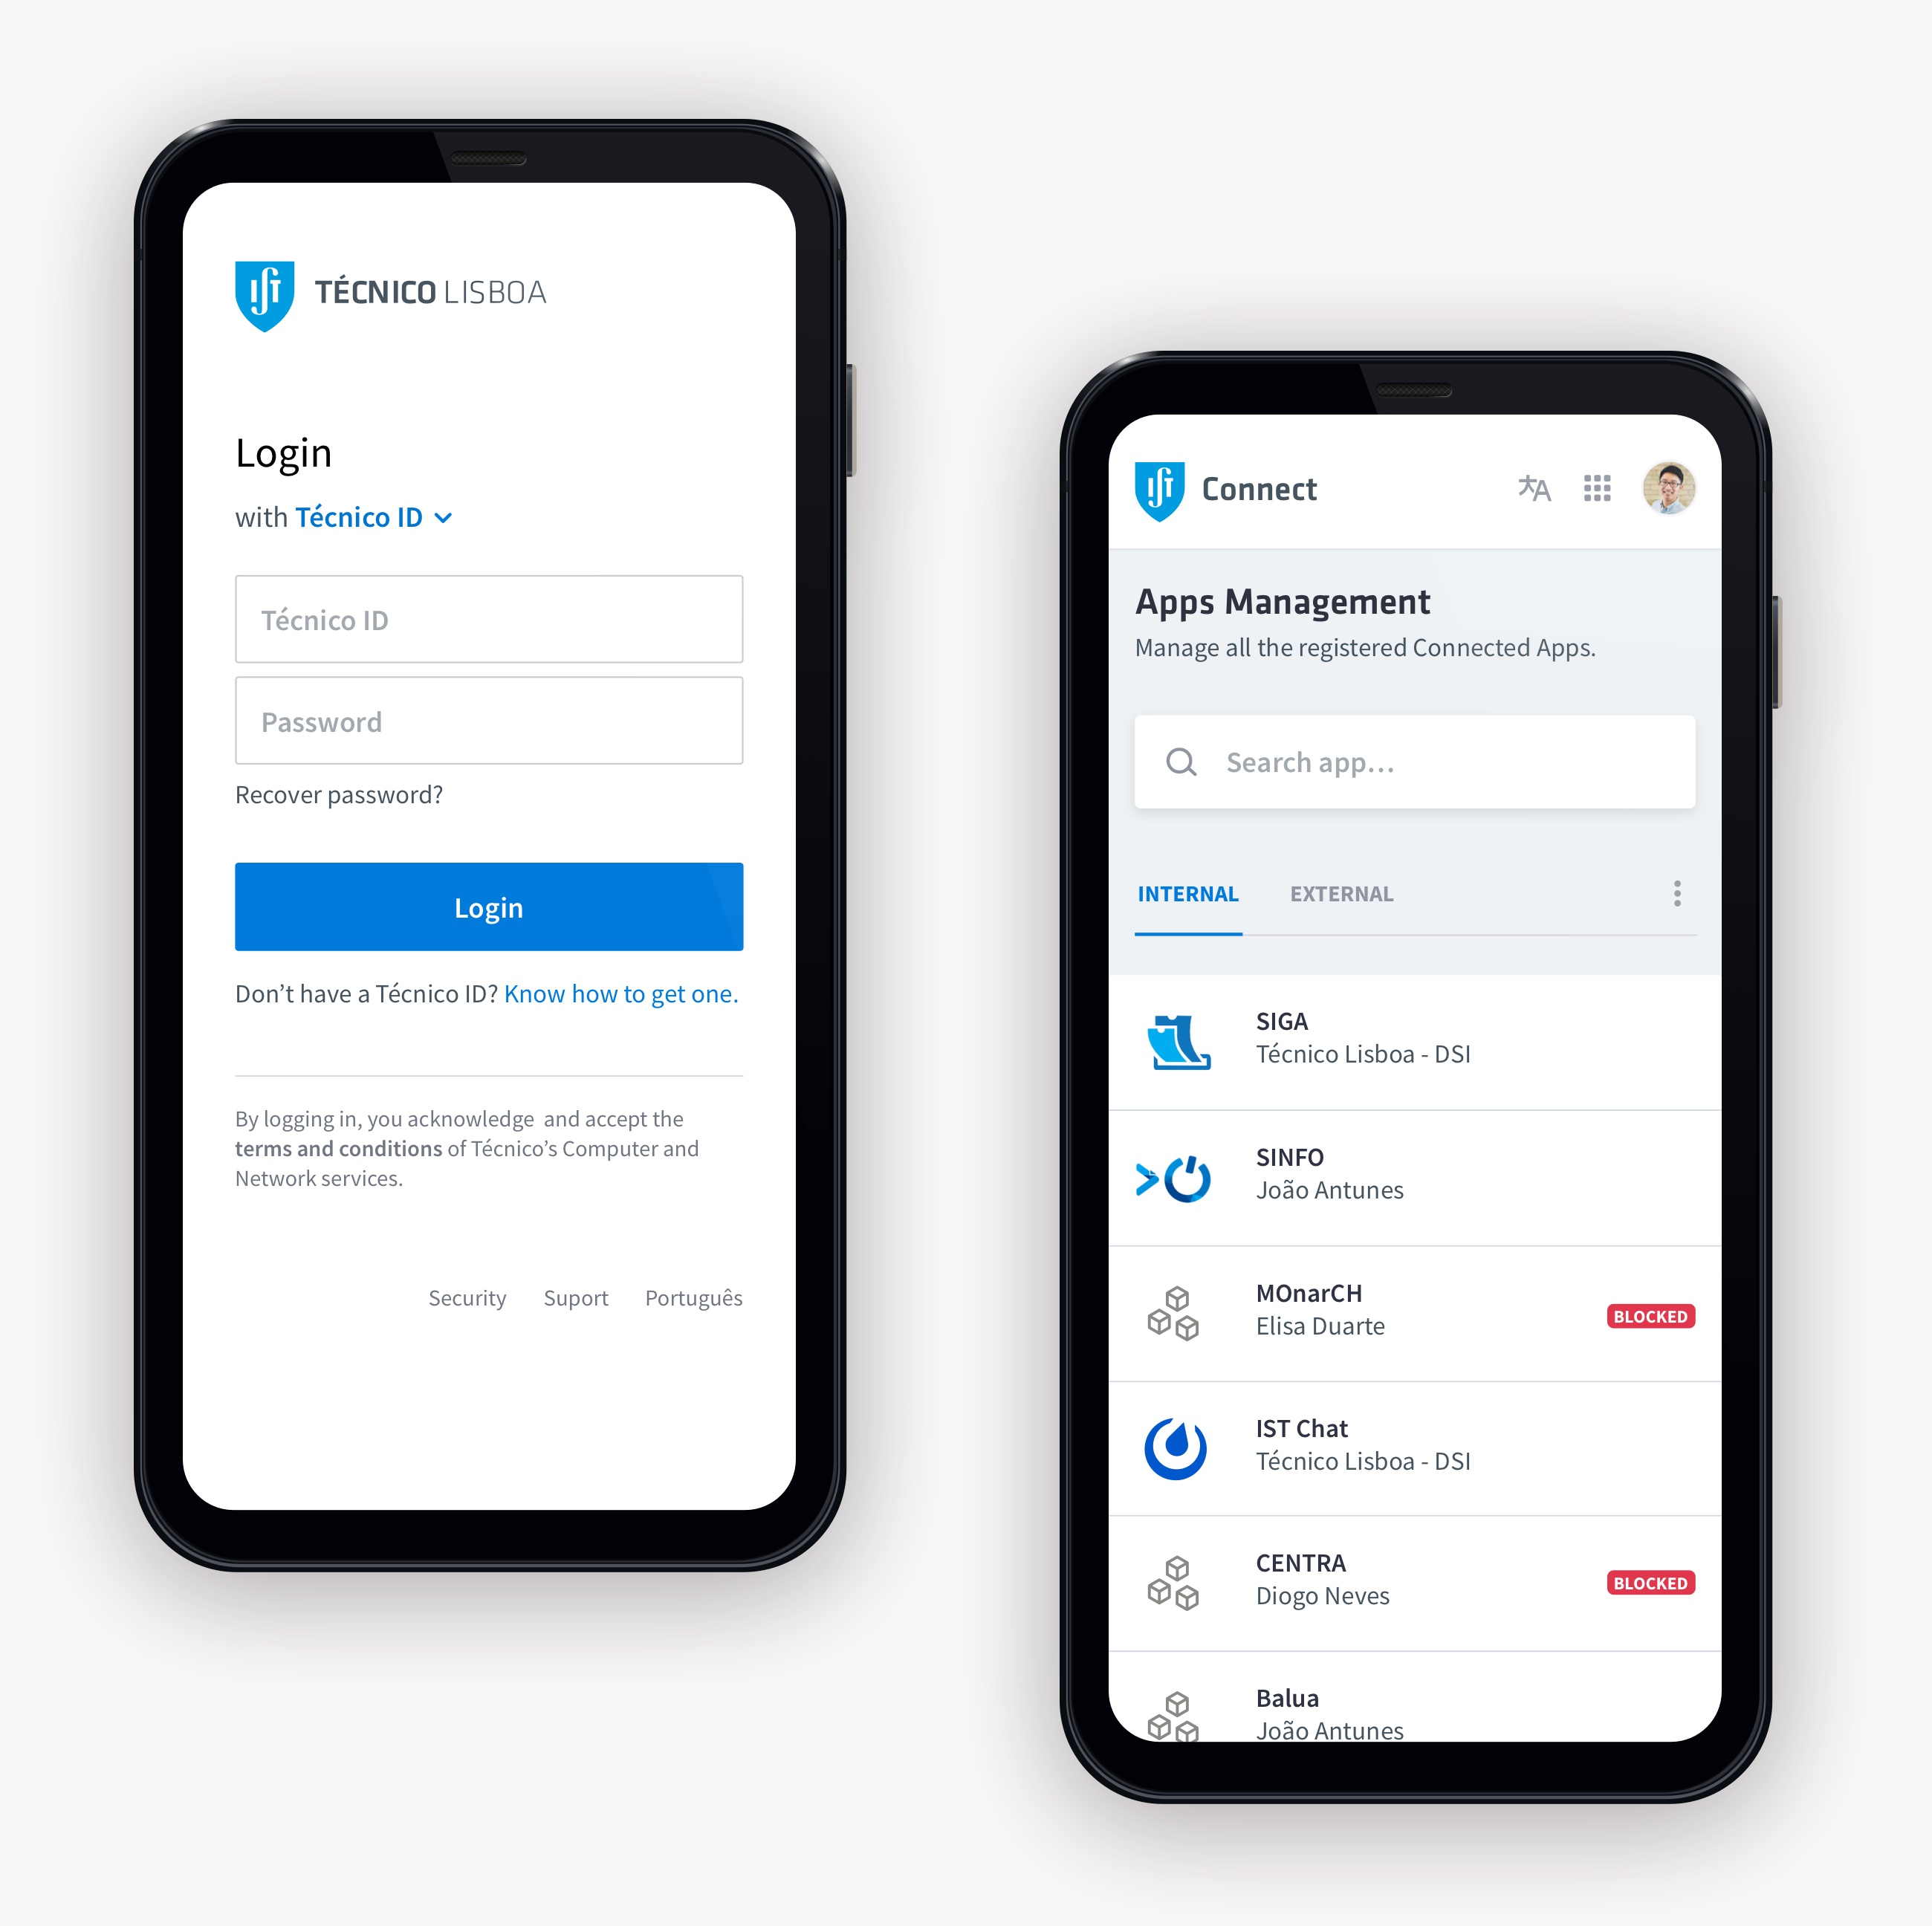 TÉCNICO LISBOA
Login
with Técnico ID
Técnico ID
Password
Recover password?
Login
Don’t have a Técnico ID? Know how to get one.
By logging in, you acknowledge  and accept the
terms and conditions of Técnico’s Computer and
Network services.
Security Suport Português
Connect
Apps Management
Manage all the registered Connected Apps.
Search app...
INTERNAL EXTERNAL
SIGA
Técnico Lisboa - DSI
SINFO
João Antunes
MOnarCH
Elisa Duarte
BLOCKED
IST Chat
Técnico Lisboa - DSI
CENTRA
Diogo Neves
BLOCKED
Balua
João Antunes